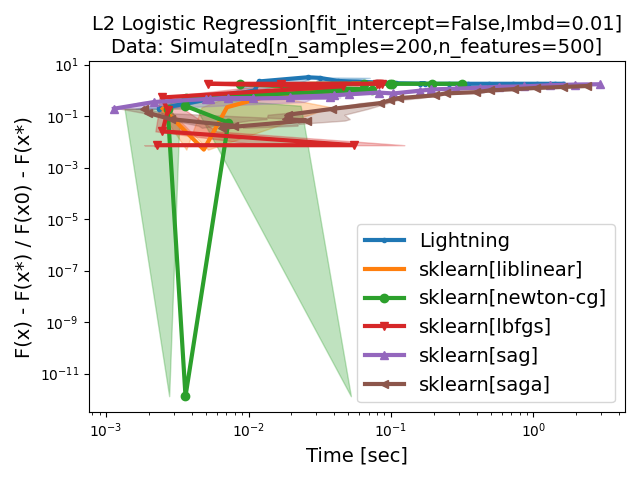 L2 Logistic Regression[fit_intercept=False,lmbd=0.01]
Data: Simulated[n_samples=200,n_features=500]
F(x) - F(x*) / F(x0) - F(x*)
10¹
10⁻¹
10⁻³
10⁻⁵
10⁻⁷
10⁻⁹
10⁻¹¹
Lightning
sklearn[liblinear]
sklearn[newton-cg]
sklearn[lbfgs]
sklearn[sag]
sklearn[saga]
10⁻³ 10⁻² 10⁻¹ 10⁰
Time [sec]